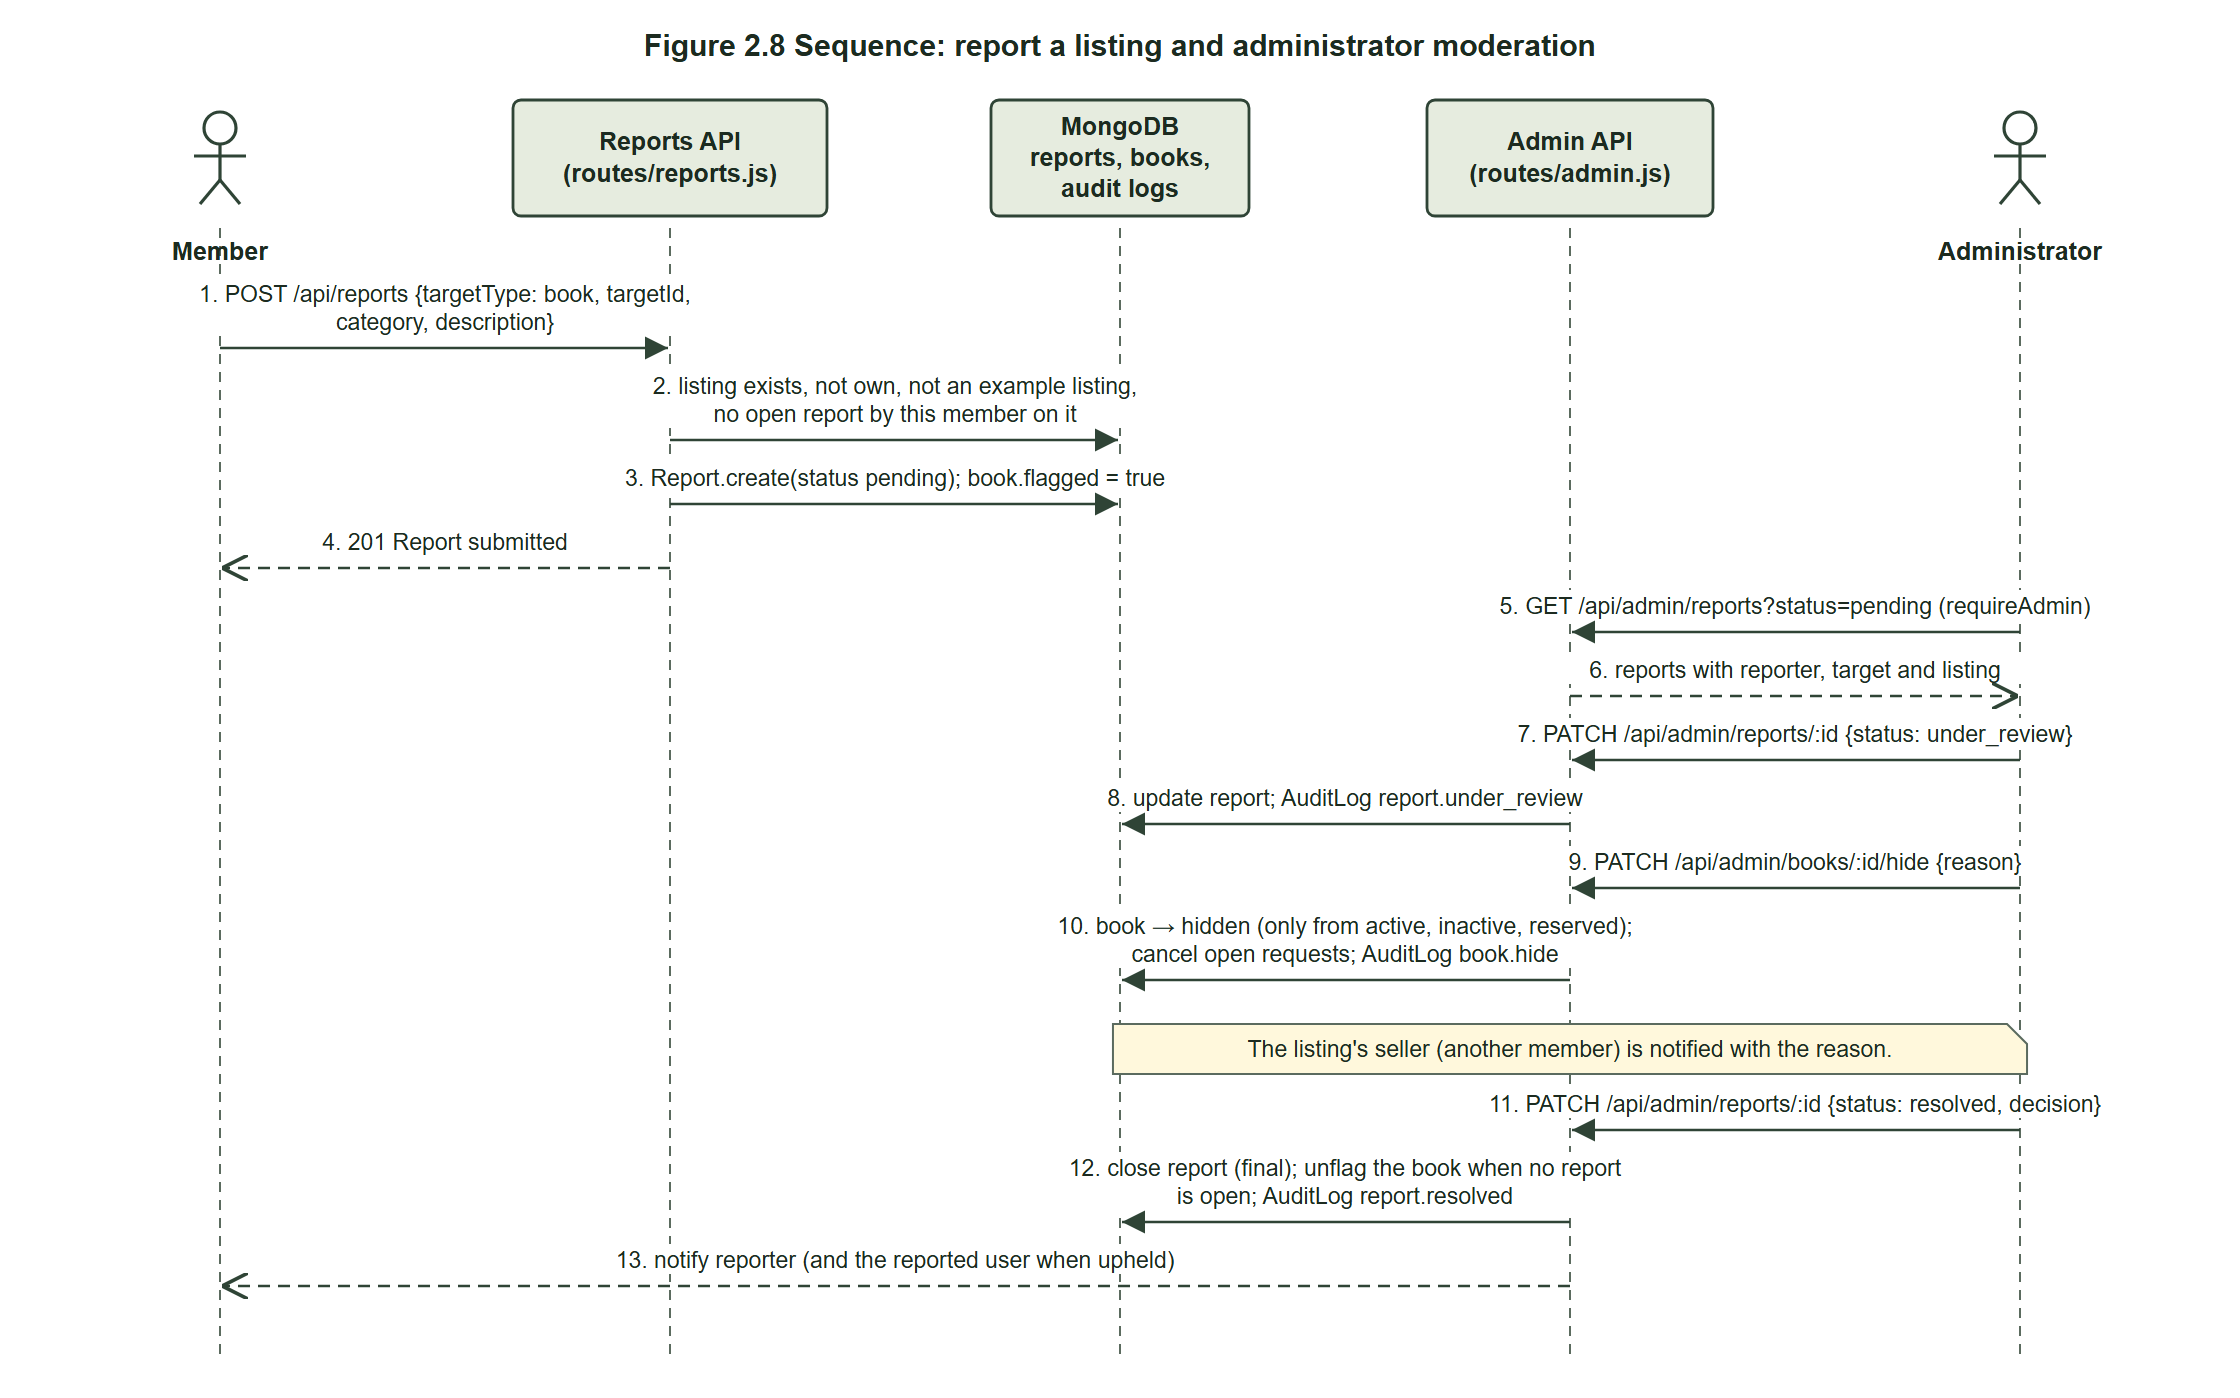 Figure 2.8 Sequence: report a listing and administrator moderation
Reports API
(routes/reports.js)
MongoDB
reports, books,
audit logs
Admin API
(routes/admin.js)
Member
Administrator
1. POST /api/reports {targetType: book, targetId,
category, description}
2. listing exists, not own, not an example listing,
no open report by this member on it
3. Report.create(status pending); book.flagged = true
4. 201 Report submitted
5. GET /api/admin/reports?status=pending (requireAdmin)
6. reports with reporter, target and listing
7. PATCH /api/admin/reports/:id {status: under_review}
8. update report; AuditLog report.under_review
9. PATCH /api/admin/books/:id/hide {reason}
10. book → hidden (only from active, inactive, reserved);
cancel open requests; AuditLog book.hide
The listing's seller (another member) is notified with the reason.
11. PATCH /api/admin/reports/:id {status: resolved, decision}
12. close report (final); unflag the book when no report
is open; AuditLog report.resolved
13. notify reporter (and the reported user when upheld)